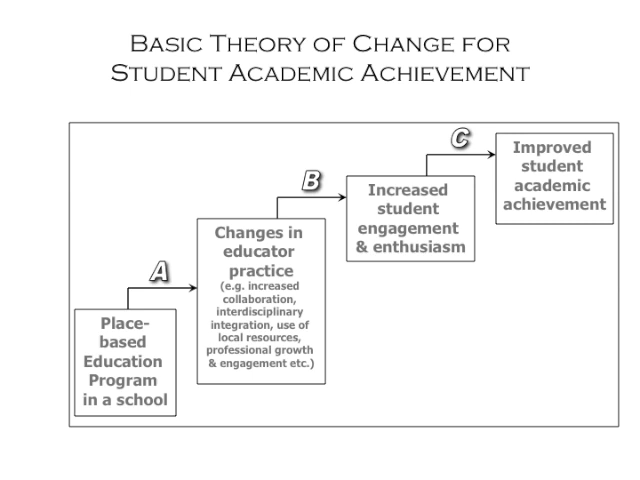 BASIC THEORY OF CHANGE FOR
STUDENT ACADEMIC ACHIEVEMENT
C
Improved
student
academic
achievement
B
Increased
student
engagement
& enthusiasm
Changes in
educator
practice
(e.g. increased
collaboration,
interdisciplinary
integration, use of
local resources,
professional growth
& engagement etc.)
A
Place-
based
Education
Program
in a school